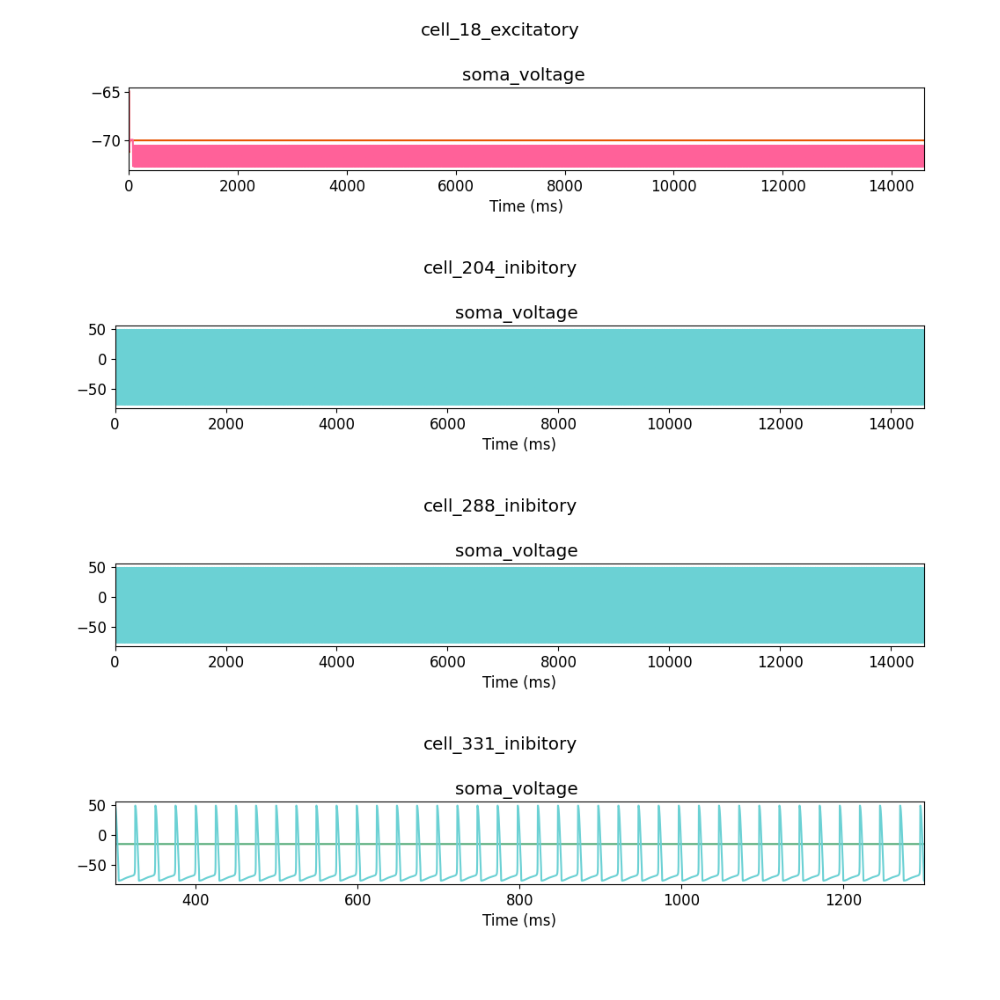 cell_18_excitatory
soma_voltage
−65
−70
0 2000 4000 6000 8000 10000 12000 14000
Time (ms)
cell_204_inibitory
soma_voltage
50
0
−50
0 2000 4000 6000 8000 10000 12000 14000
Time (ms)
cell_288_inibitory
soma_voltage
50
0
−50
0 2000 4000 6000 8000 10000 12000 14000
Time (ms)
cell_331_inibitory
soma_voltage
50
0
−50
400 600 800 1000 1200
Time (ms)